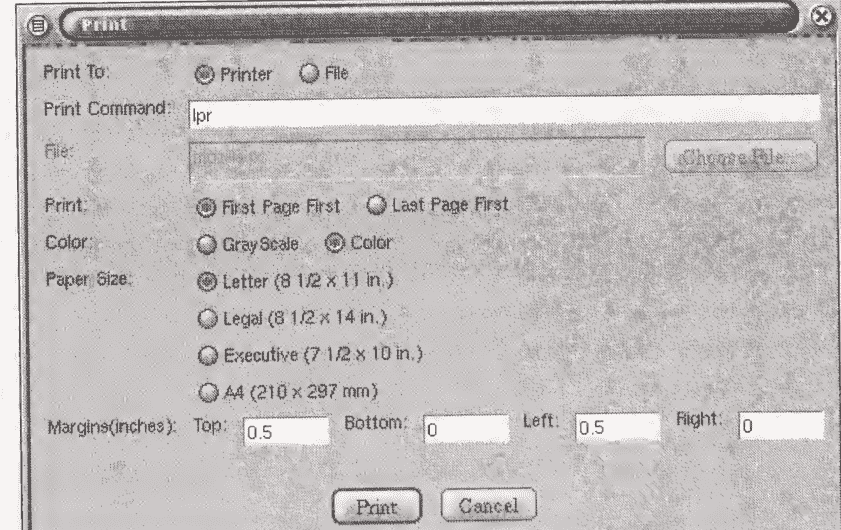 Print
Print To: Printer File
Print Command: lpr
File: Choose File...
Print: First Page First Last Page First
Color: GrayScale Color
Paper Size: Letter (8 1/2 x 11 in.)
Legal (8 1/2 x 14 in.)
Executive (7 1/2 x 10 in.)
A4 (210 x 297 mm)
Margins(inches): Top: 0.5 Bottom: 0 Left: 0.5 Right: 0
Print Cancel